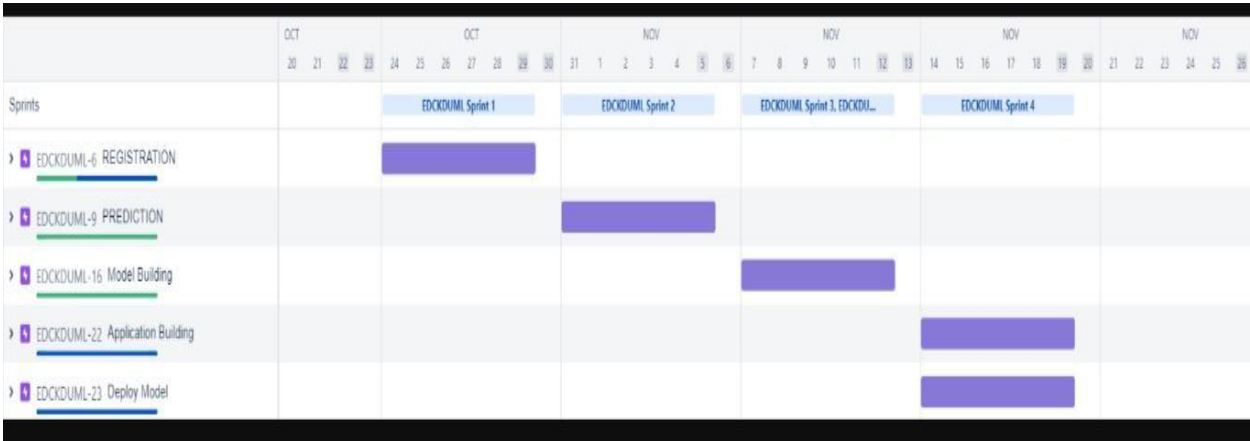 OCT OCT NOV NOV NOV NOV
20 21 22 23 24 25 26 27 28 29 30 31 1 2 3 4 5 6 7 8 9 10 11 12 13 14 15 16 17 18 19 20 21 22 23 24 25 26
Sprints EDCKDUML Sprint 1 EDCKDUML Sprint 2 EDCKDUML Sprint 3, EDCKDU... EDCKDUML Sprint 4
EDCKDUML-6 REGISTRATION
EDCKDUML-9 PREDICTION
EDCKDUML-16 Model Building
EDCKDUML-22 Application Building
EDCKDUML-23 Deploy Model